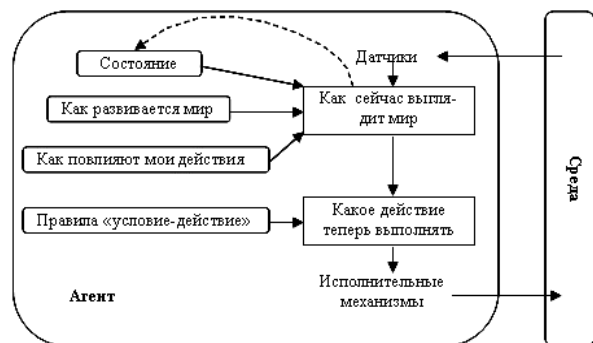 Состояние
Датчики
Как развивается мир
Как сейчас выгля-
дит мир
Как повлияют мои действия
Правила «условие-действие»
Какое действие
теперь выполнять
Агент
Исполнительные
механизмы
Среда